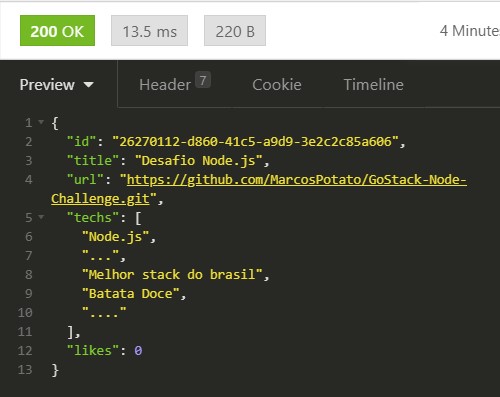 200 OK 13.5 ms 220 B 4 Minute
Preview Header 7 Cookie Timeline
1 {
2 "id": "26270112-d860-41c5-a9d9-3e2c2c85a606",
3 "title": "Desafio Node.js",
4 "url": "https://github.com/MarcosPotato/GoStack-Node-
Challenge.git",
5 "techs": [
6 "Node.js",
7 "...",
8 "Melhor stack do brasil",
9 "Batata Doce",
10 "...."
11 ],
12 "likes": 0
13 }